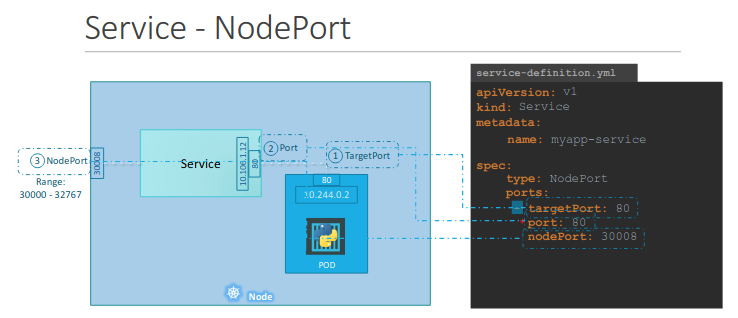 Service - NodePort
service-definition.yml
apiVersion: v1
kind: Service
metadata:
name: myapp-service
spec:
type: NodePort
ports:
targetPort: 80
port: 80
nodePort: 30008
3 NodePort
Range:
30000 - 32767
30008
Service
10.106.1.12
80
2 Port
1 TargetPort
80
10.244.0.2
POD
Node